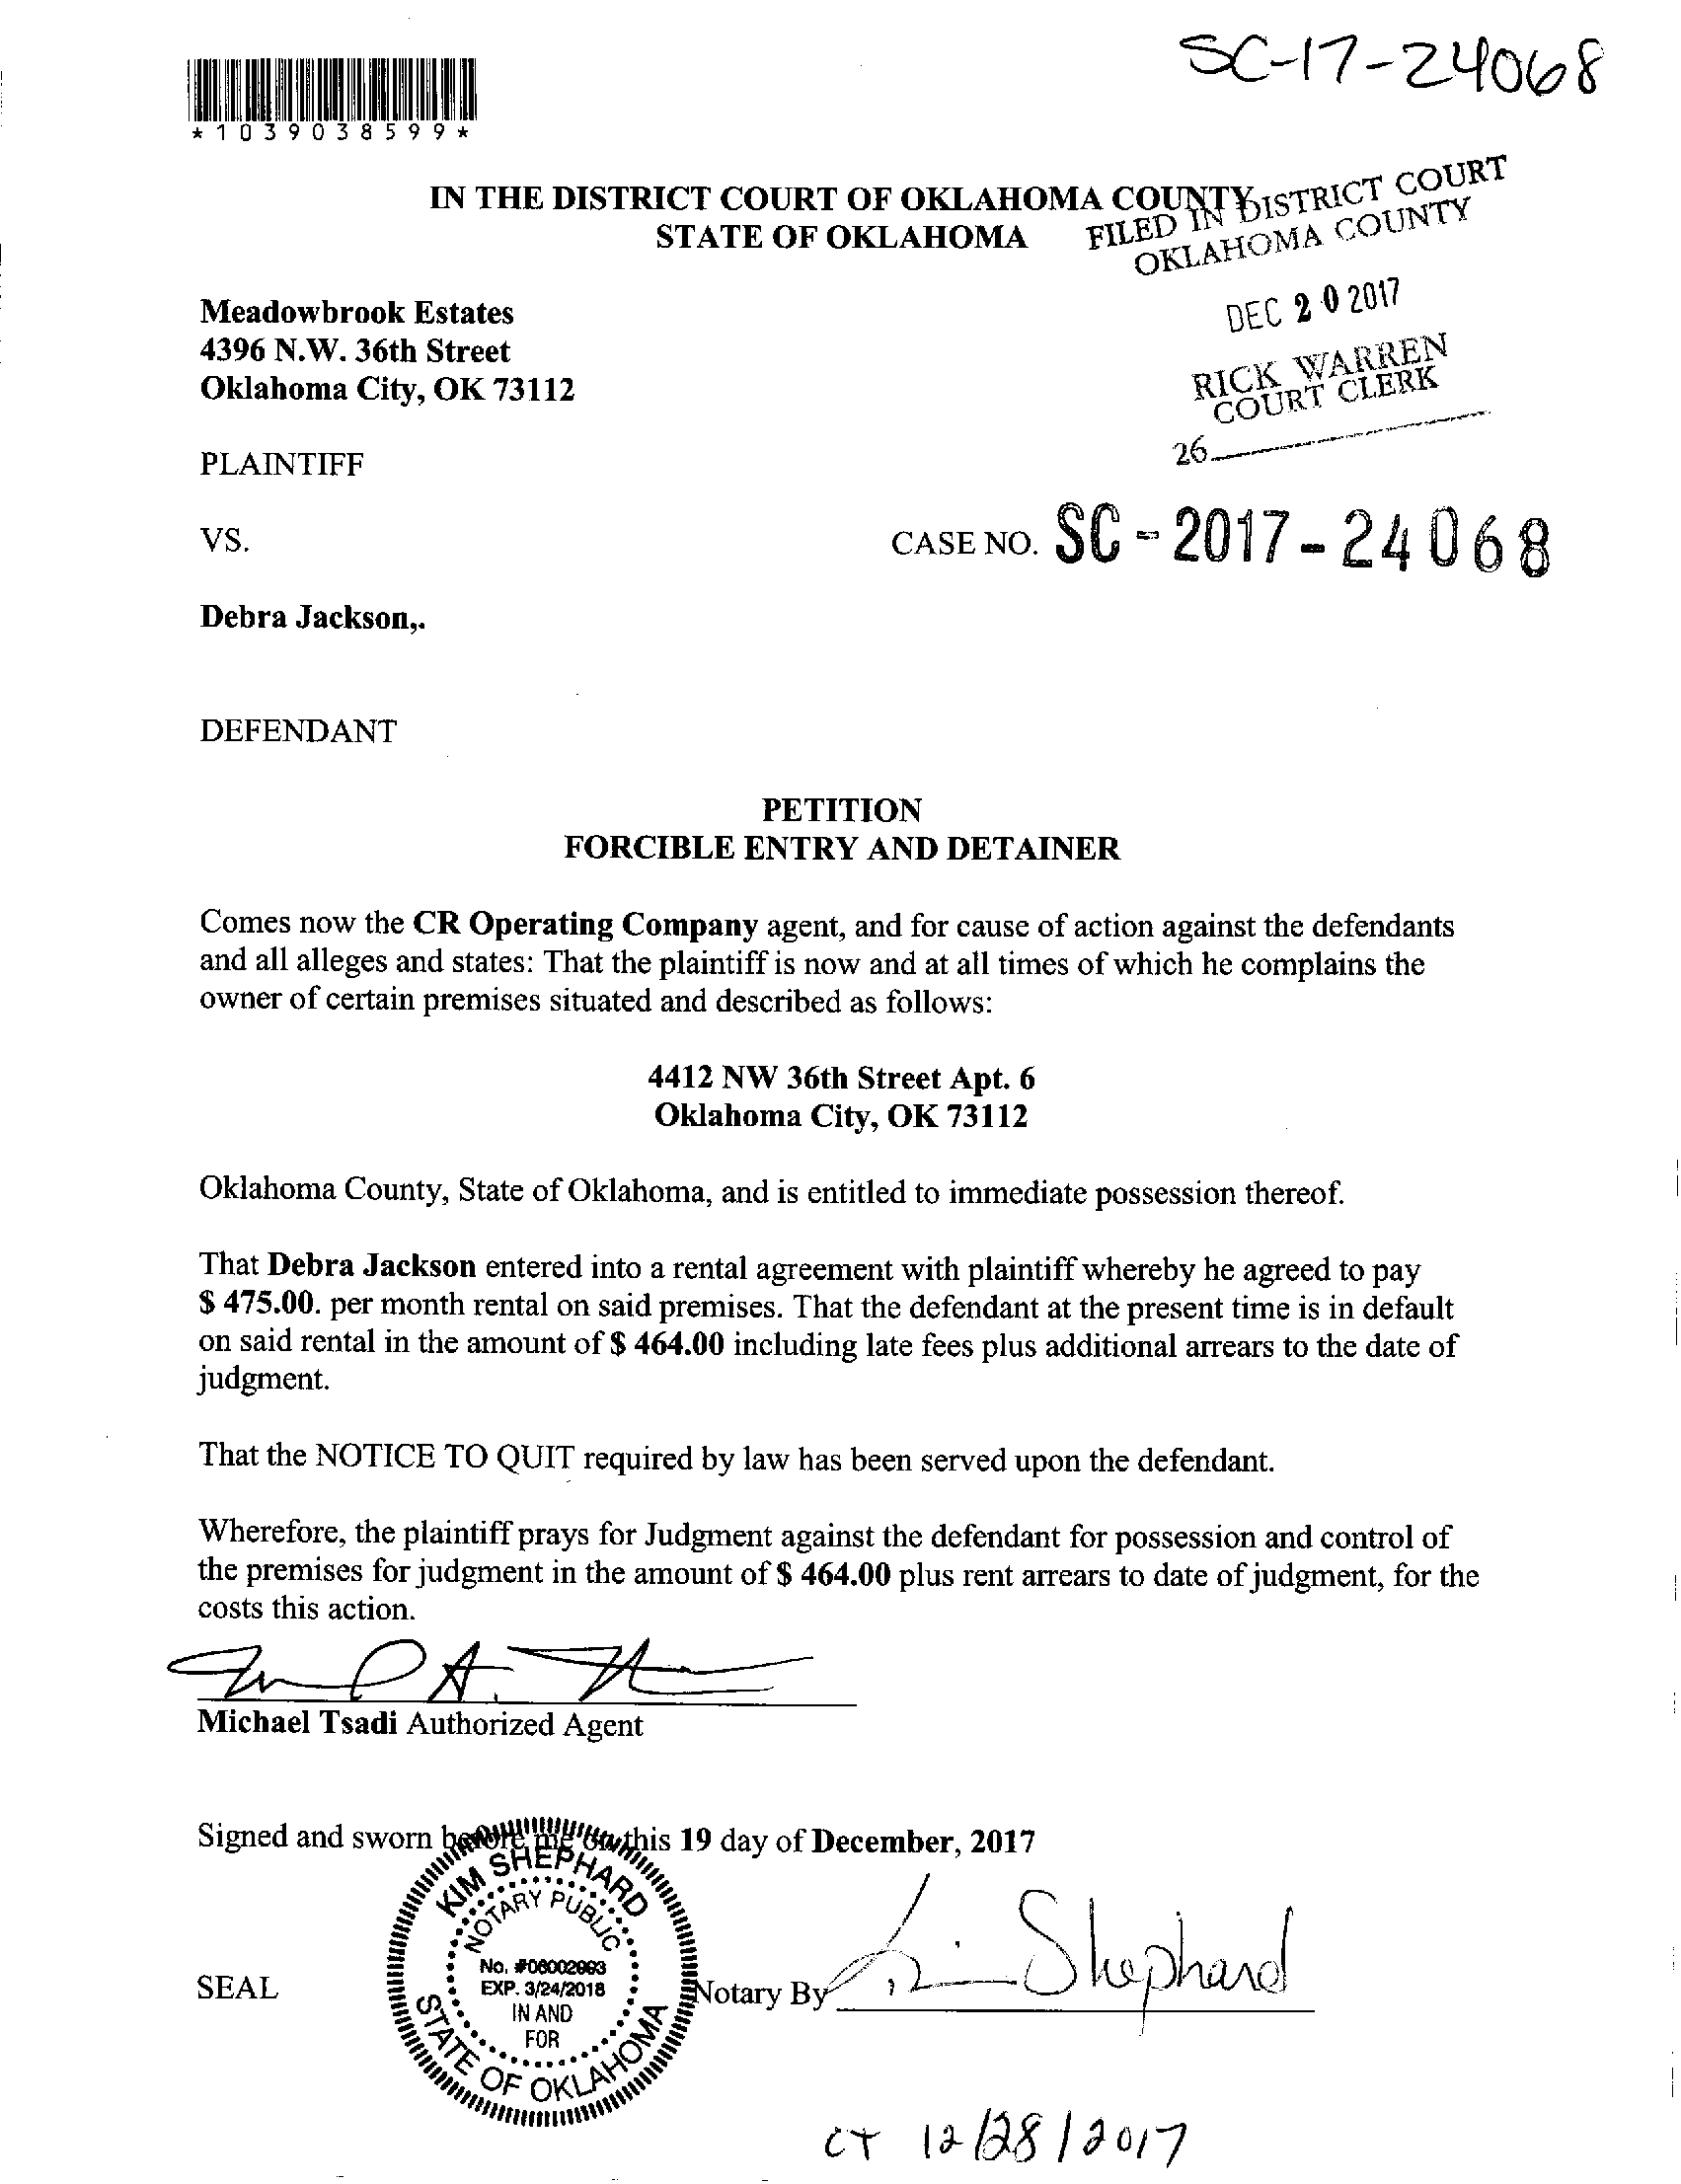 SC-17-24068
*1039038599*
IN THE DISTRICT COURT OF OKLAHOMA COUNTY
STATE OF OKLAHOMA
FILED IN DISTRICT COURT
OKLAHOMA COUNTY
DEC 20 2017
RICK WARREN
COURT CLERK
26
Meadowbrook Estates
4396 N.W. 36th Street
Oklahoma City, OK 73112
PLAINTIFF
VS.
CASE NO. SC-2017-24068
Debra Jackson,.
DEFENDANT
PETITION
FORCIBLE ENTRY AND DETAINER
Comes now the CR Operating Company agent, and for cause of action against the defendants
and all alleges and states: That the plaintiff is now and at all times of which he complains the
owner of certain premises situated and described as follows:
4412 NW 36th Street Apt. 6
Oklahoma City, OK 73112
Oklahoma County, State of Oklahoma, and is entitled to immediate possession thereof.
That Debra Jackson entered into a rental agreement with plaintiff whereby he agreed to pay
$ 475.00. per month rental on said premises. That the defendant at the present time is in default
on said rental in the amount of $ 464.00 including late fees plus additional arrears to the date of
judgment.
That the NOTICE TO QUIT required by law has been served upon the defendant.
Wherefore, the plaintiff prays for Judgment against the defendant for possession and control of
the premises for judgment in the amount of $ 464.00 plus rent arrears to date of judgment, for the
costs this action.
Michael Tsadi Authorized Agent
Signed and sworn before me on this 19 day of December, 2017
KIM SHEPHARD
NOTARY PUBLIC
No. #06002993
EXP. 3/24/2018
IN AND
FOR
STATE OF OKLAHOMA
SEAL
Notary By Kim Shephard
CT 12/28/2017